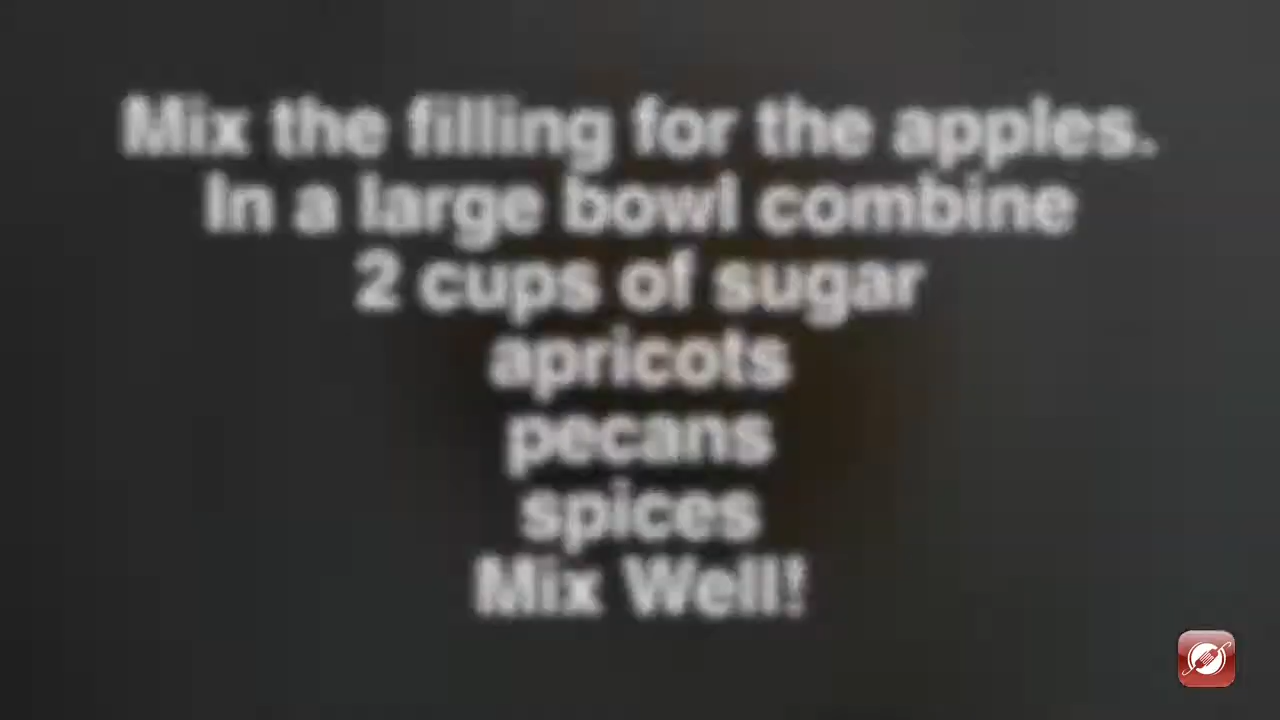 Mix the filling for the apples.
In a large bowl combine
2 cups of sugar
apricots
pecans
spices
Mix Well!